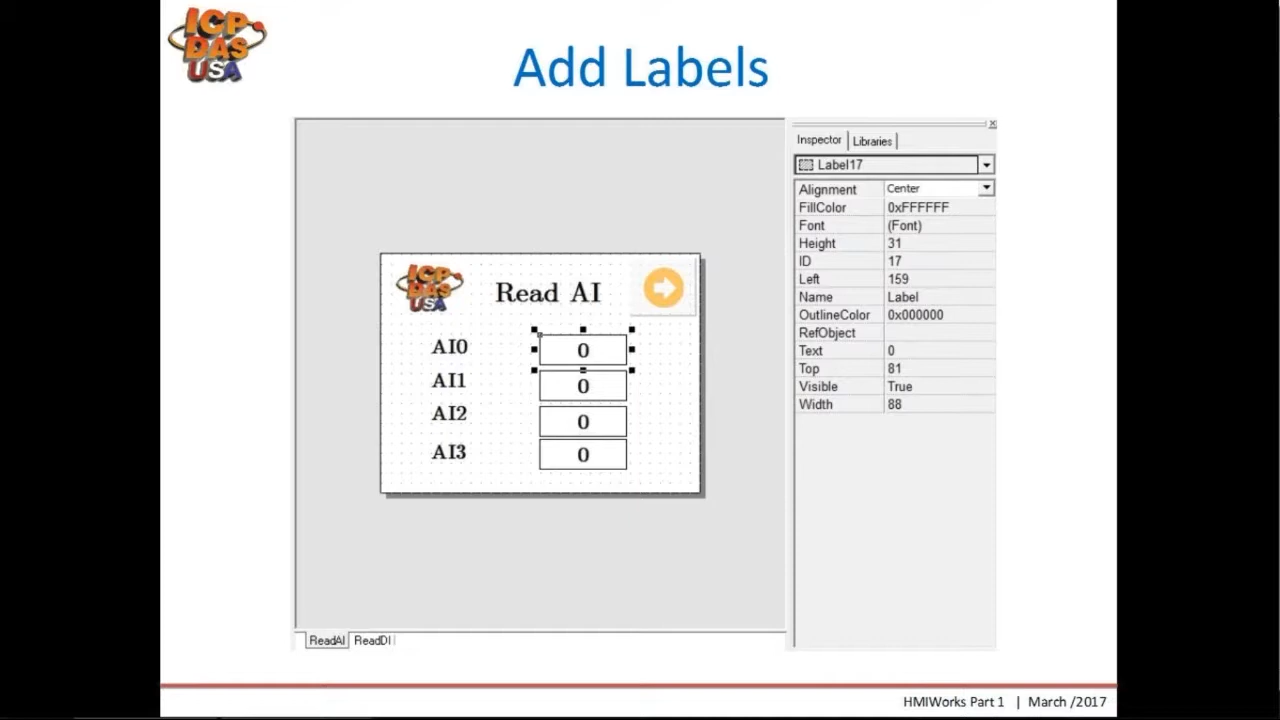 ICP
DAS
USA
Add Labels
Inspector
Libraries
Label17
Alignment Center
FillColor 0xFFFFFF
Font (Font)
Height 31
ID 17
Left 159
Name Label
OutlineColor 0x000000
RefObject
Text 0
Top 81
Visible True
Width 88
ICP
DAS
USA
Read AI
AI0 0
AI1 0
AI2 0
AI3 0
ReadAI ReadDI
HMIWorks Part 1 | March /2017